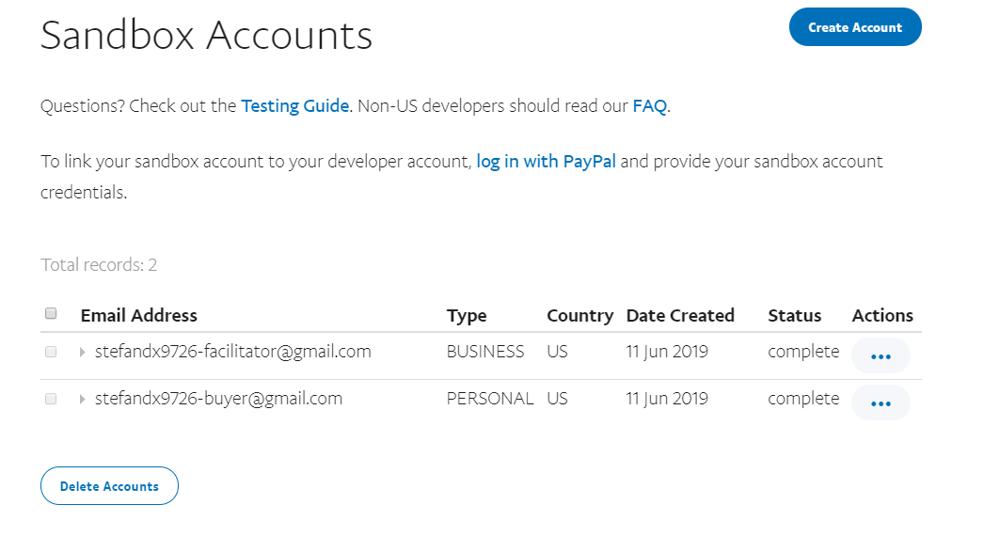 Sandbox Accounts
Create Account
Questions? Check out the Testing Guide. Non-US developers should read our FAQ.
To link your sandbox account to your developer account, log in with PayPal and provide your sandbox account
credentials.
Total records: 2
Email Address Type Country Date Created Status Actions
stefandx9726-facilitator@gmail.com BUSINESS US 11 Jun 2019 complete
stefandx9726-buyer@gmail.com PERSONAL US 11 Jun 2019 complete
Delete Accounts